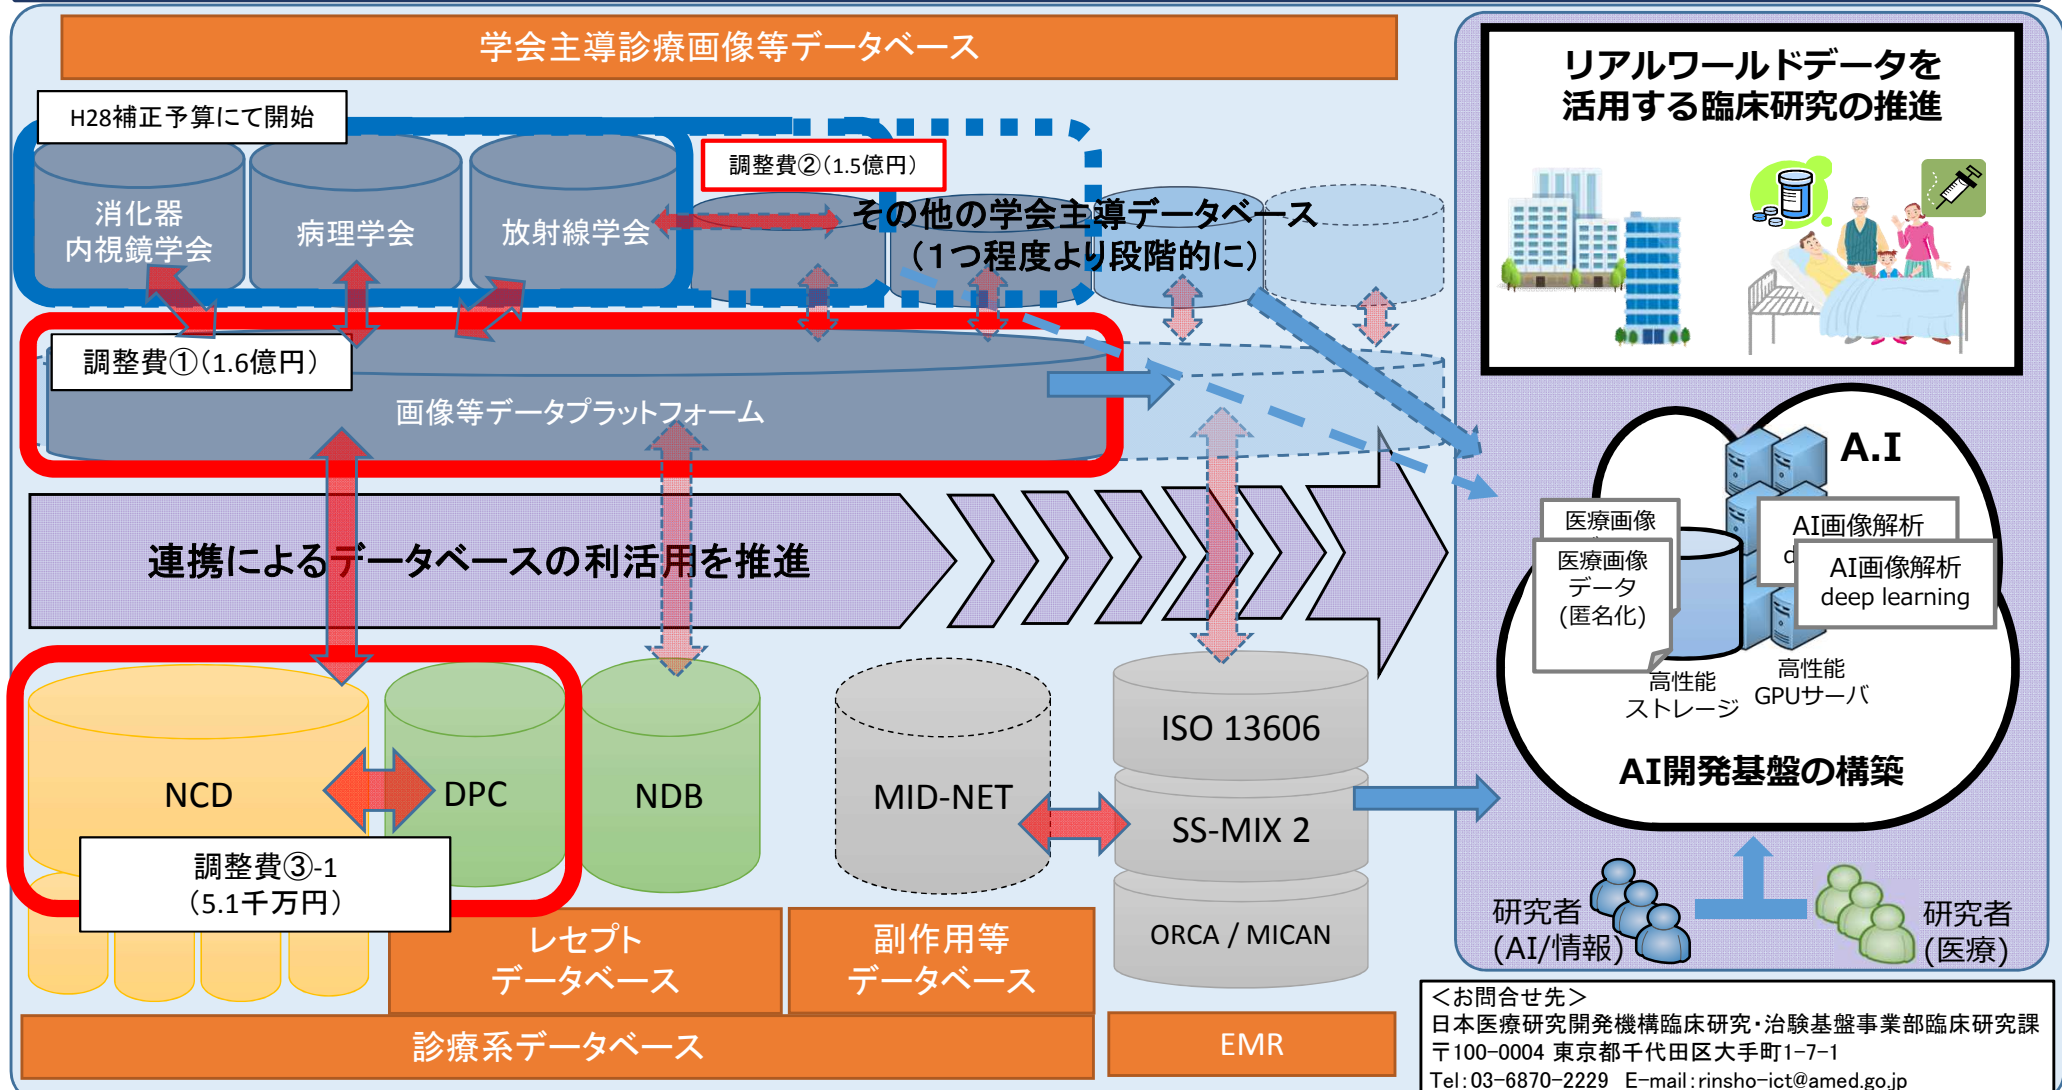 学会主導診療画像等データベース
H28補正予算にて開始
調整費②(1.5億円)
消化器
内視鏡学会
病理学会
放射線学会
その他の学会主導データベース
(1つ程度より段階的に)
調整費①(1.6億円)
画像等データプラットフォーム
連携によるデータベースの利活用を推進
NCD
DPC
NDB
MID-NET
ISO 13606
SS-MIX 2
ORCA / MICAN
調整費③-1
(5.1千万円)
レセプト
データベース
副作用等
データベース
診療系データベース
EMR
リアルワールドデータを
活用する臨床研究の推進
A.I
医療画像
医療画像
データ
(匿名化)
AI画像解析
d
AI画像解析
deep learning
高性能
ストレージ
高性能
GPUサーバ
AI開発基盤の構築
研究者
(AI/情報)
研究者
(医療)
<お問合せ先>
日本医療研究開発機構臨床研究・治験基盤事業部臨床研究課
〒100-0004 東京都千代田区大手町1-7-1
Tel:03-6870-2229 E-mail:rinsho-ict@amed.go.jp